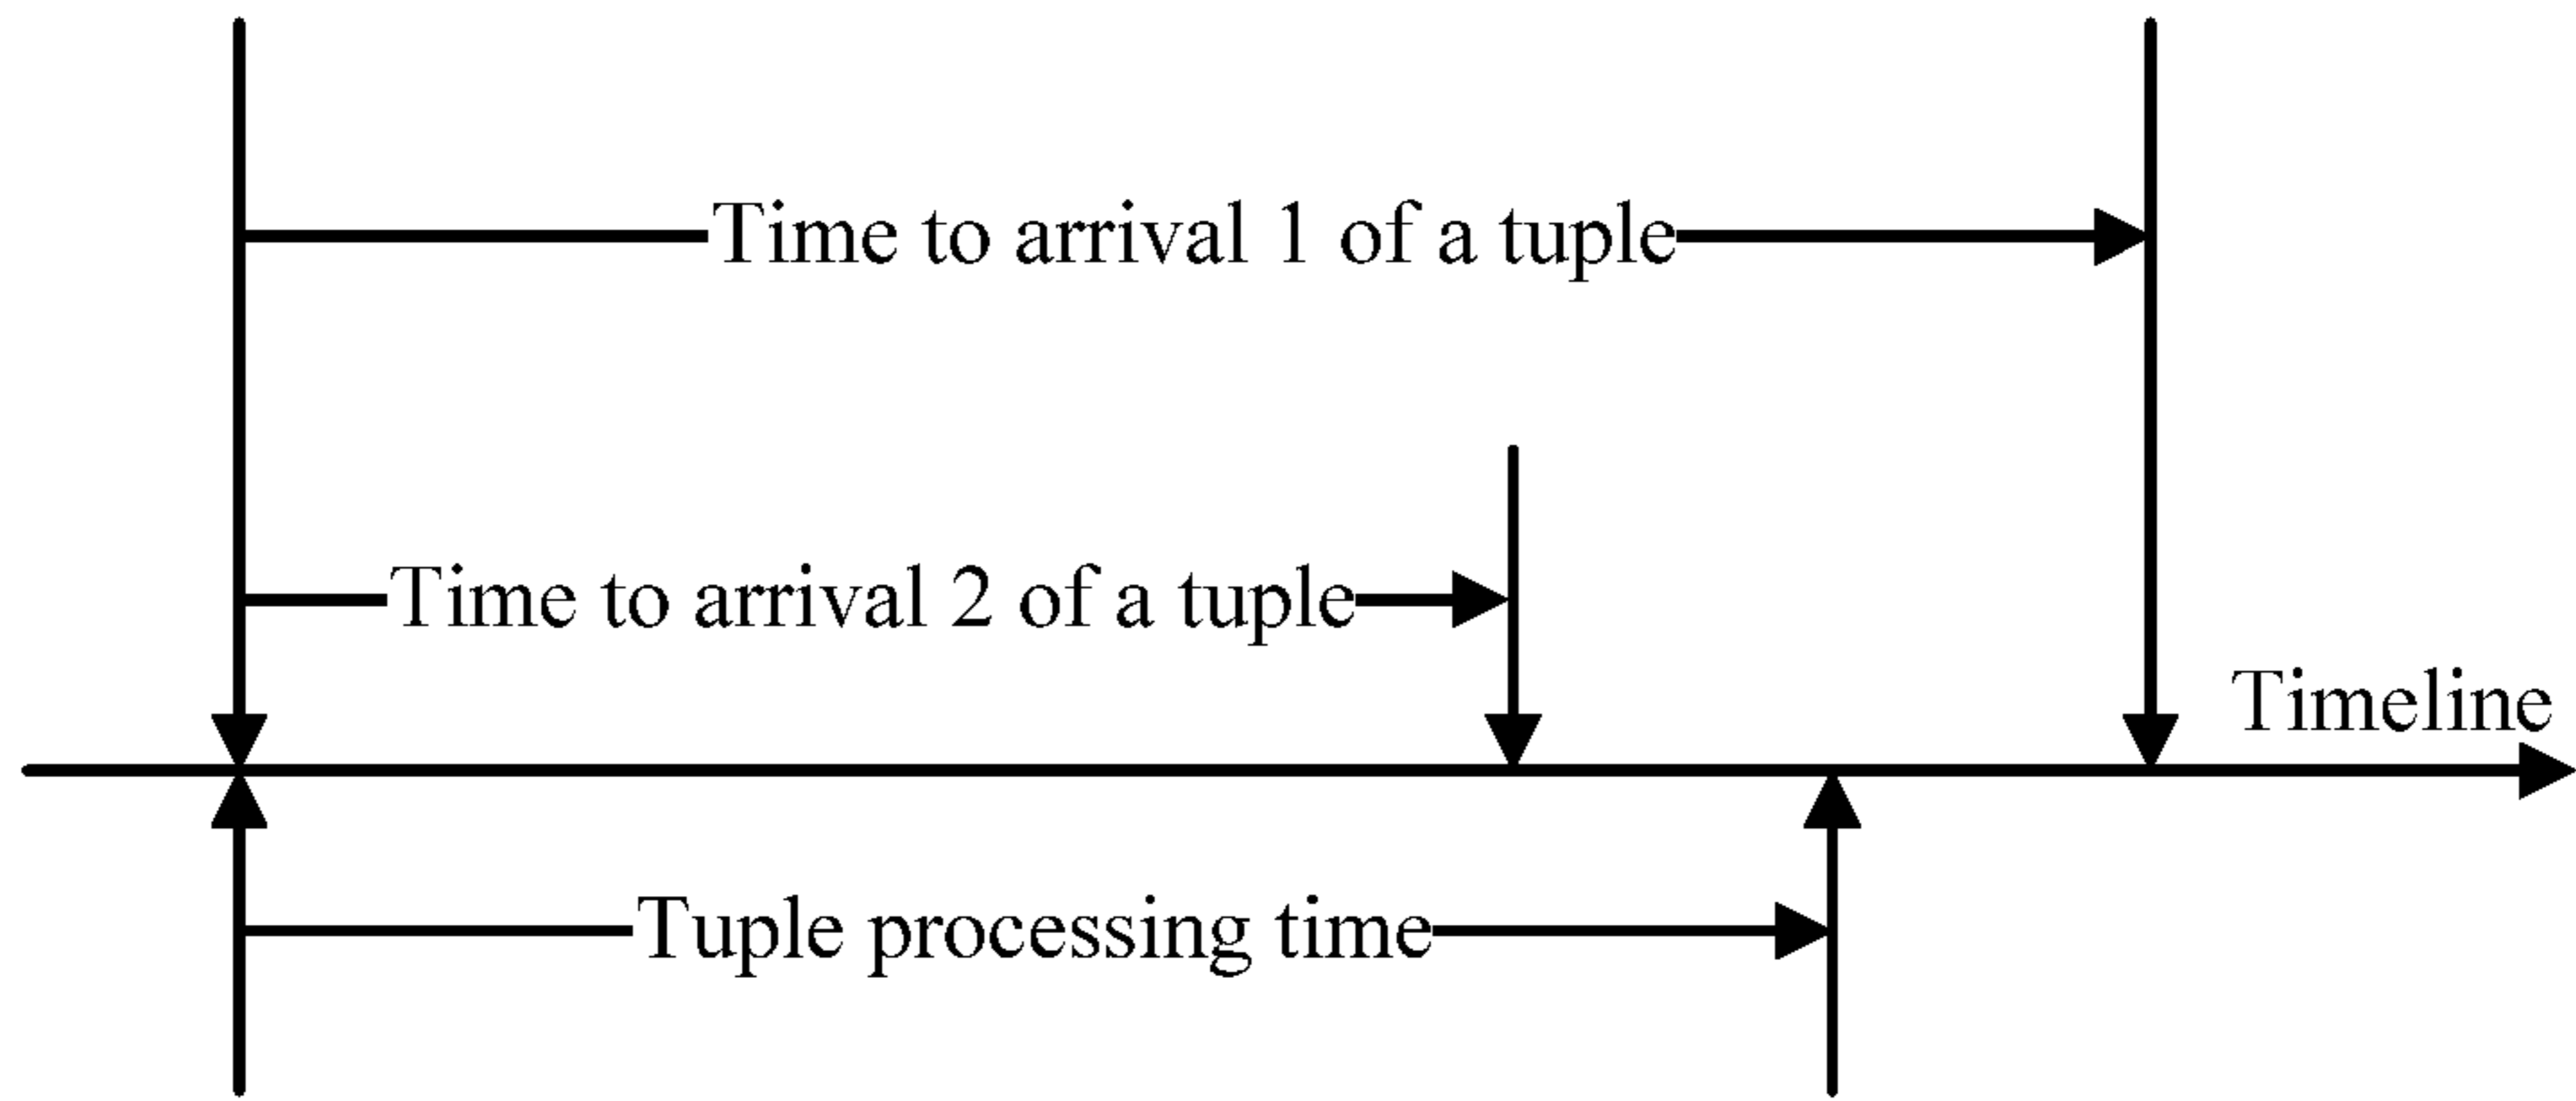 Time to arrival 1 of a tuple
Time to arrival 2 of a tuple
Timeline
Tuple processing time